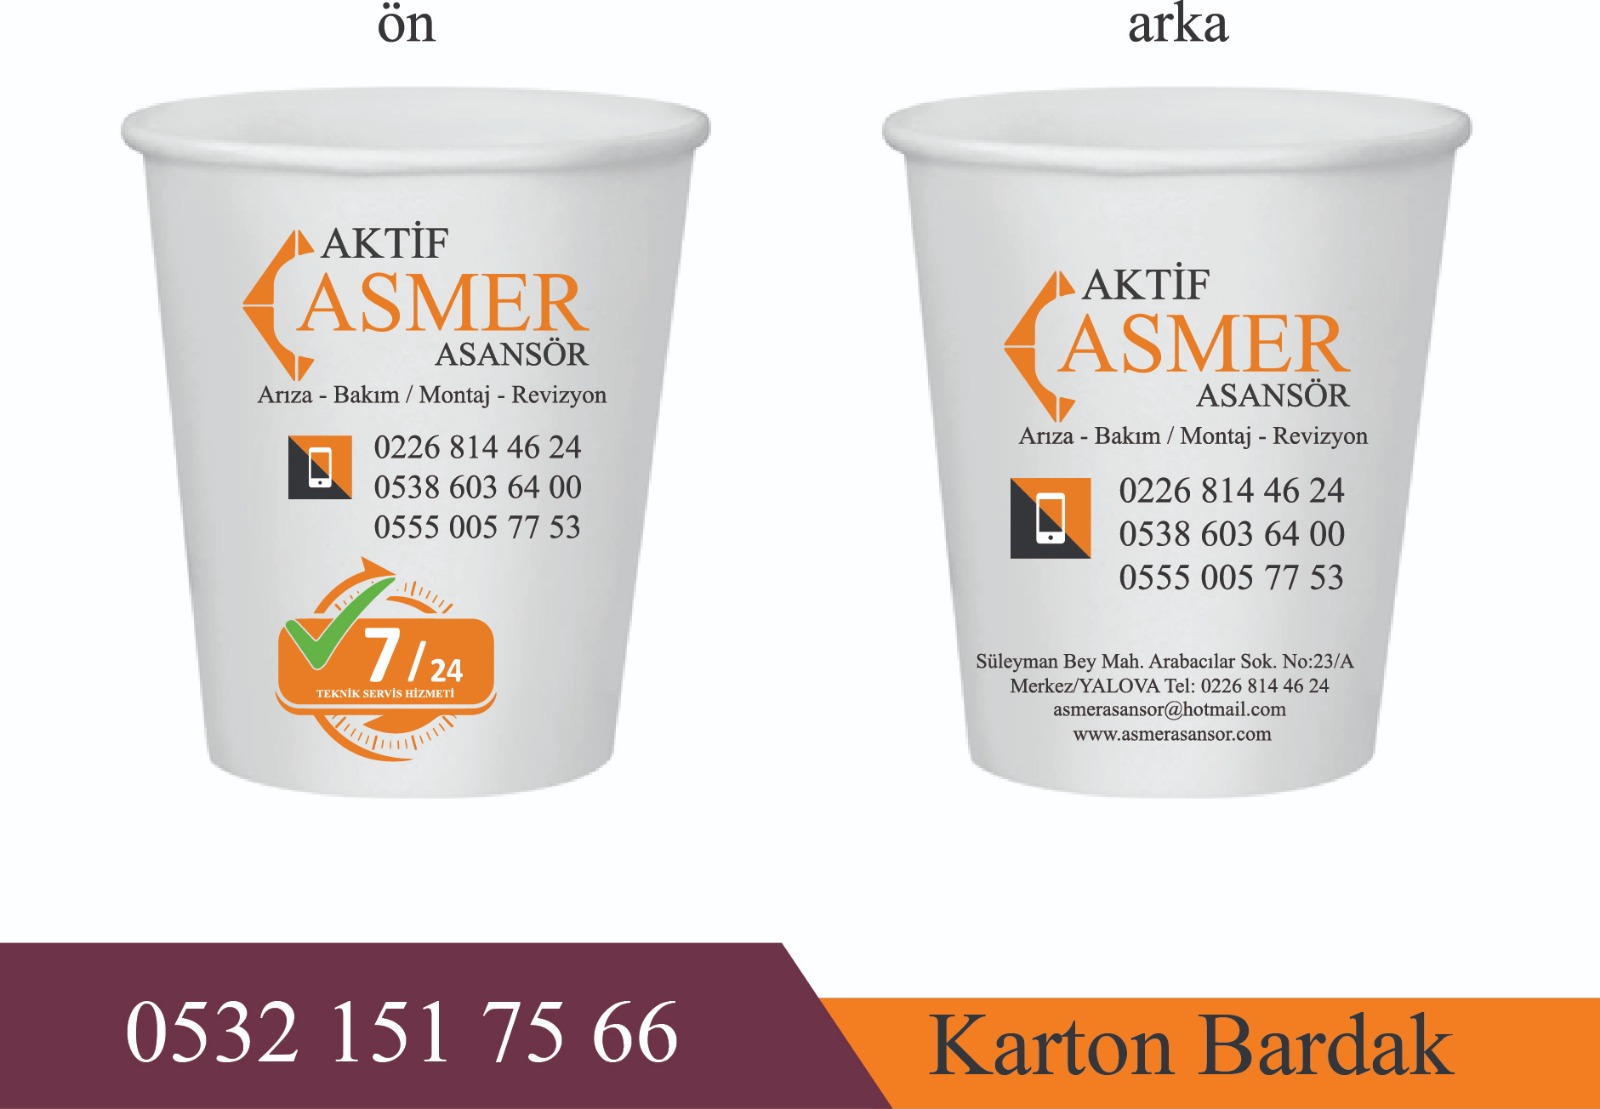 ön
AKTİF
ASMER
ASANSÖR
Arıza - Bakım / Montaj - Revizyon
0226 814 46 24
0538 603 64 00
0555 005 77 53
7/24
TEKNİK SERVİS HİZMETİ
arka
AKTİF
ASMER
ASANSÖR
Arıza - Bakım / Montaj - Revizyon
0226 814 46 24
0538 603 64 00
0555 005 77 53
Süleyman Bey Mah. Arabacılar Sok. No:23/A
Merkez/YALOVA Tel: 0226 814 46 24
asmerasansor@hotmail.com
www.asmerasansor.com
0532 151 75 66
Karton Bardak